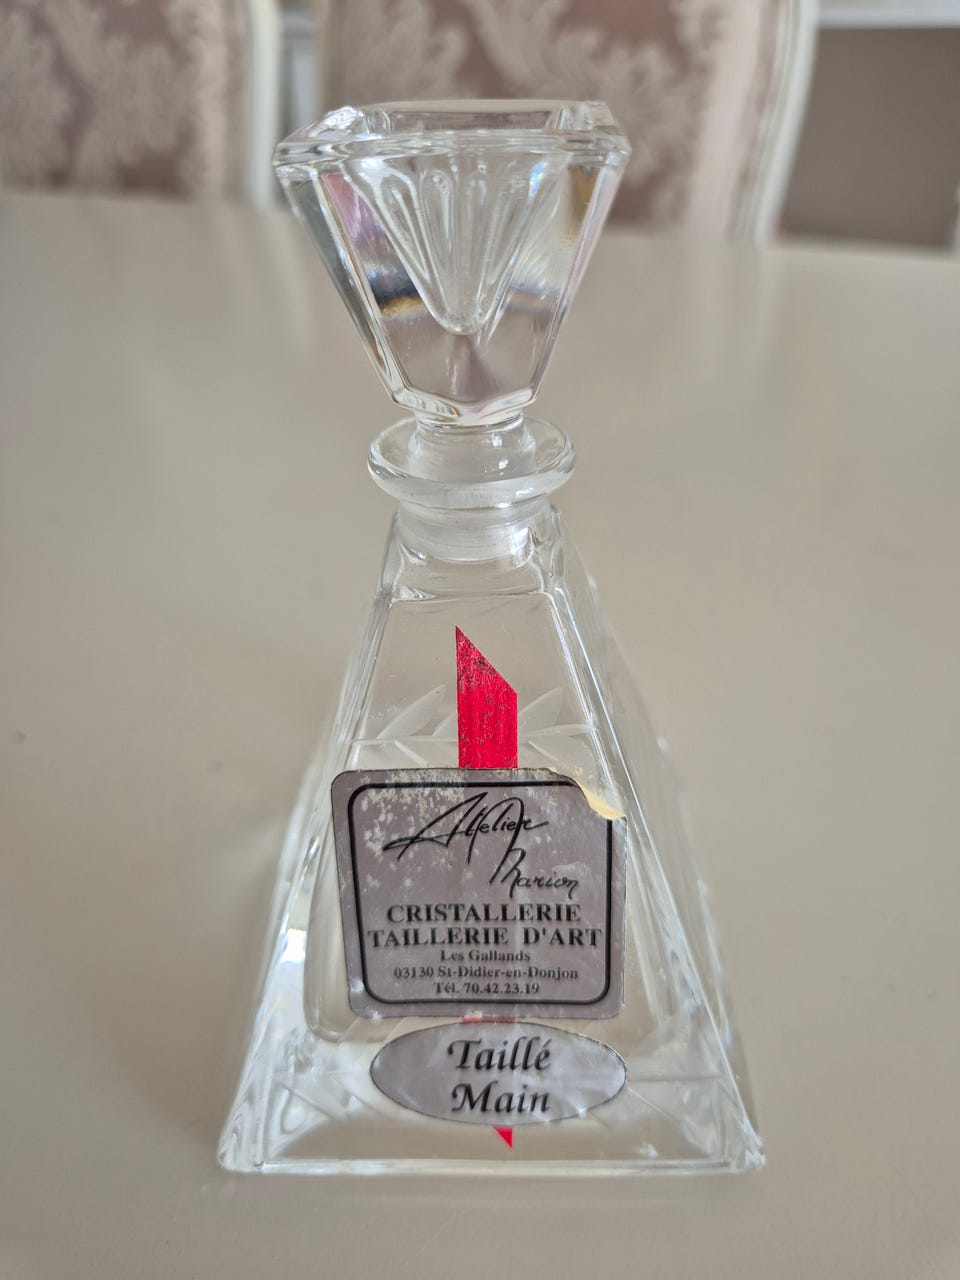 Atelier
Marion
CRISTALLERIE
TAILLERIE D'ART
Les Gallands
03130 St-Didier-en-Donjon
Tél. 70.42.23.19
Taillé
Main